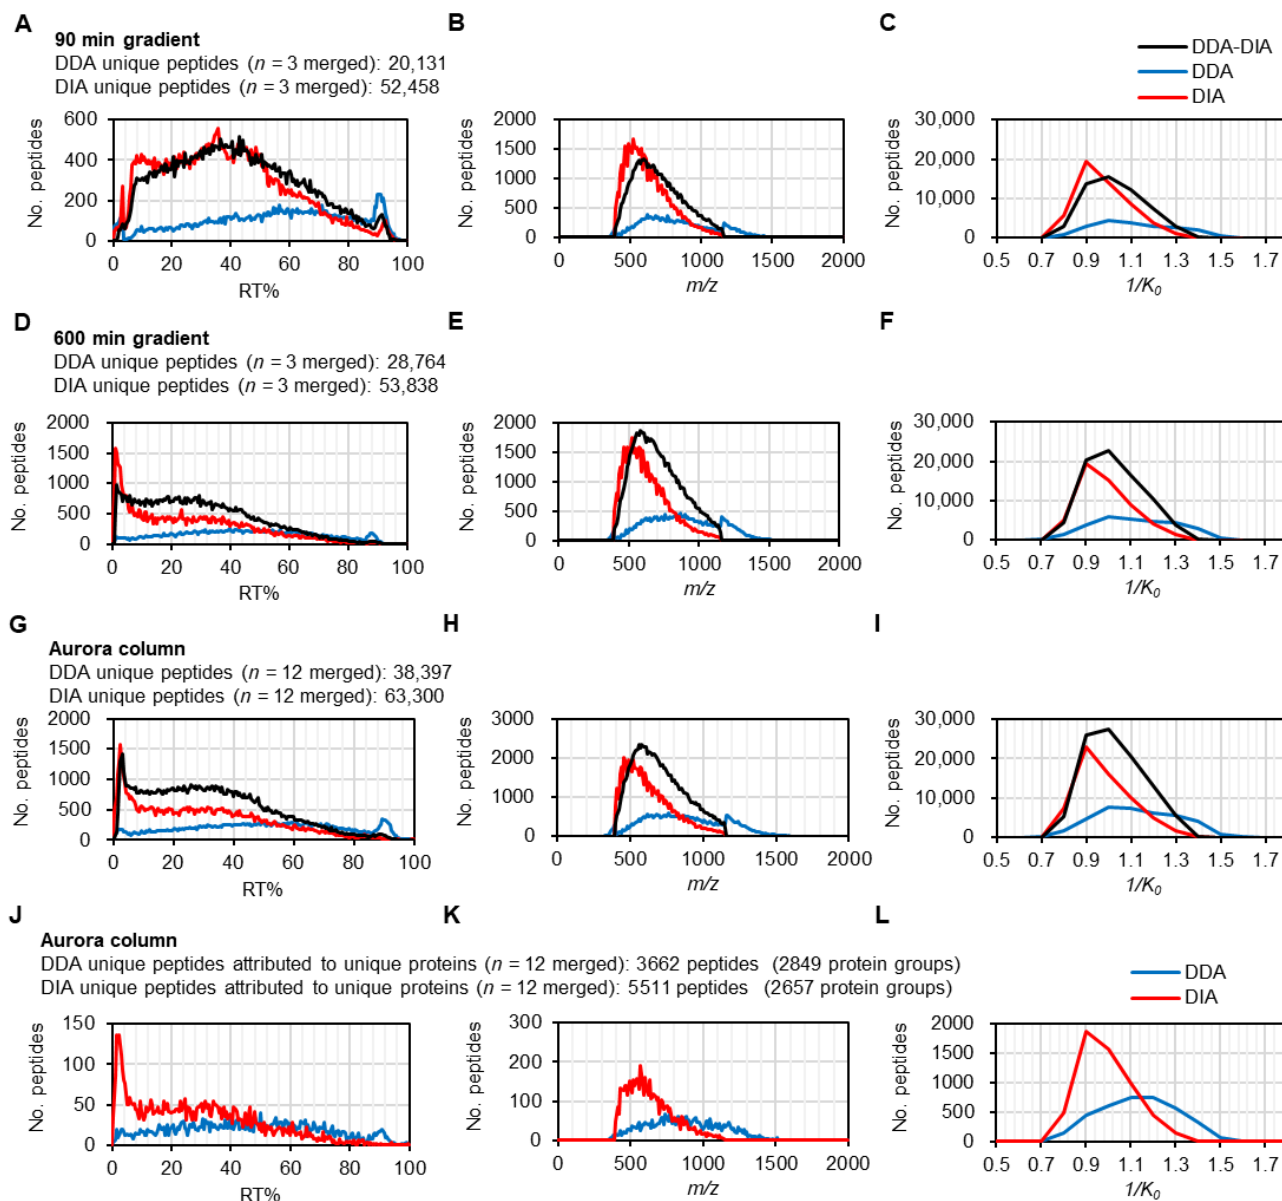 A
90 min gradient
DDA unique peptides (n = 3 merged): 20,131
DIA unique peptides (n = 3 merged): 52,458
No. peptides
600
400
200
0
0 20 40 60 80 100
RT%
B
2000
1500
1000
500
0
0 500 1000 1500 2000
m/z
C
DDA-DIA
DDA
DIA
No. peptides
30,000
20,000
10,000
0
0.5 0.7 0.9 1.1 1.3 1.5 1.7
1/K0
D
600 min gradient
DDA unique peptides (n = 3 merged): 28,764
DIA unique peptides (n = 3 merged): 53,838
No. peptides
2000
1500
1000
500
0
0 20 40 60 80 100
RT%
E
No. peptides
2000
1500
1000
500
0
0 500 1000 1500 2000
m/z
F
No. peptides
30,000
20,000
10,000
0
0.5 0.7 0.9 1.1 1.3 1.5 1.7
1/K0
G
Aurora column
DDA unique peptides (n = 12 merged): 38,397
DIA unique peptides (n = 12 merged): 63,300
No. peptides
2000
1500
1000
500
0
0 20 40 60 80 100
RT%
H
No. peptides
3000
2000
1000
0
0 500 1000 1500 2000
m/z
I
No. peptides
30,000
20,000
10,000
0
0.5 0.7 0.9 1.1 1.3 1.5 1.7
1/K0
J
Aurora column
DDA unique peptides attributed to unique proteins (n = 12 merged): 3662 peptides (2849 protein groups)
DIA unique peptides attributed to unique proteins (n = 12 merged): 5511 peptides (2657 protein groups)
No. peptides
150
100
50
0
0 20 40 60 80 100
RT%
K
No. peptides
300
200
100
0
0 500 1000 1500 2000
m/z
L
DDA
DIA
No. peptides
2000
1500
1000
500
0
0.5 0.7 0.9 1.1 1.3 1.5 1.7
1/K0